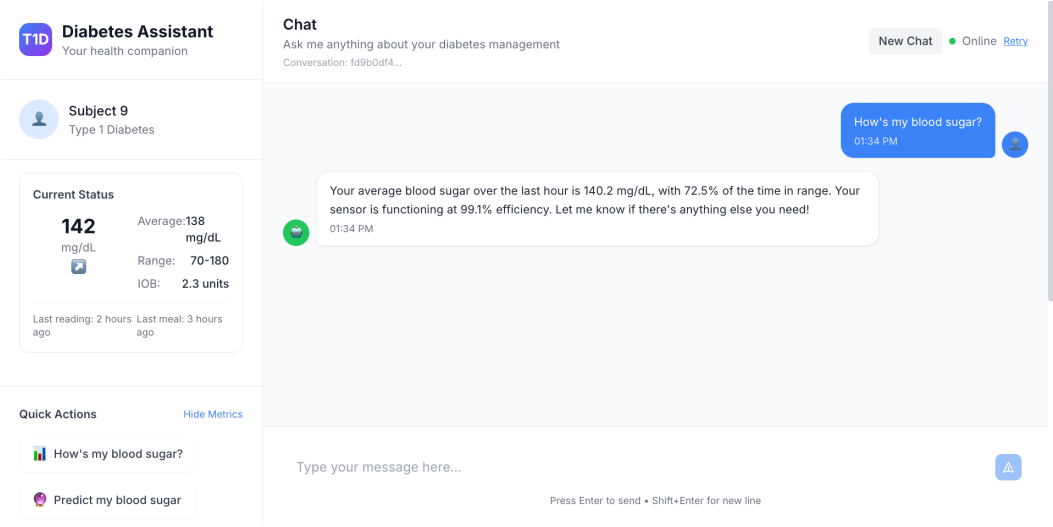 T1D
Diabetes Assistant
Your health companion
Subject 9
Type 1 Diabetes
Current Status
142
mg/dL
Average:138
mg/dL
Range: 70-180
IOB: 2.3 units
Last reading: 2 hours
ago
Last meal: 3 hours
ago
Quick Actions
Hide Metrics
How's my blood sugar?
Predict my blood sugar
Chat
Ask me anything about your diabetes management
Conversation: fd9b0df4...
New Chat
Online
Retry
How's my blood sugar?
01:34 PM
Your average blood sugar over the last hour is 140.2 mg/dL, with 72.5% of the time in range. Your
sensor is functioning at 99.1% efficiency. Let me know if there's anything else you need!
01:34 PM
Type your message here...
Press Enter to send • Shift+Enter for new line